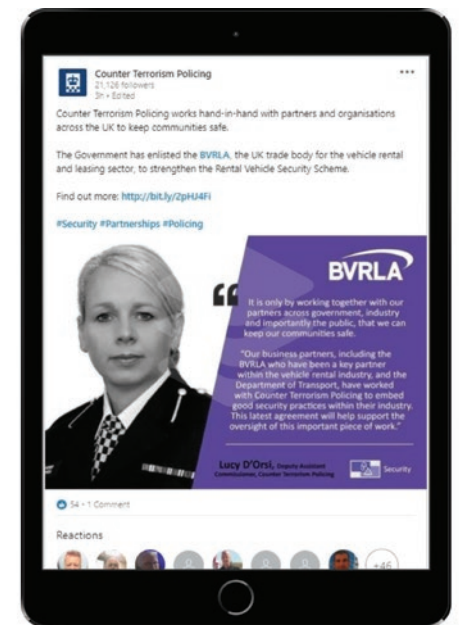 Counter Terrorism Policing
21,126 followers
3h • Edited
Counter Terrorism Policing works hand-in-hand with partners and organisations
across the UK to keep communities safe.
The Government has enlisted the BVRLA, the UK trade body for the vehicle rental
and leasing sector, to strengthen the Rental Vehicle Security Scheme.
Find out more: http://bit.ly/2pHJ4Fi
#Security #Partnerships #Policing
BVRLA
“
It is only by working together with our
partners across government, industry
and importantly the public, that we can
keep our communities safe.
"Our business partners, including the
BVRLA who have been a key partner
within the vehicle rental industry, and the
Department of Transport, have worked
with Counter Terrorism Policing to embed
good security practices within their industry.
This latest agreement will help support the
oversight of this important piece of work."
Lucy D'Orsi, Deputy Assistant
Commissioner, Counter Terrorism Policing
Security
54 • 1 Comment
Reactions
+46